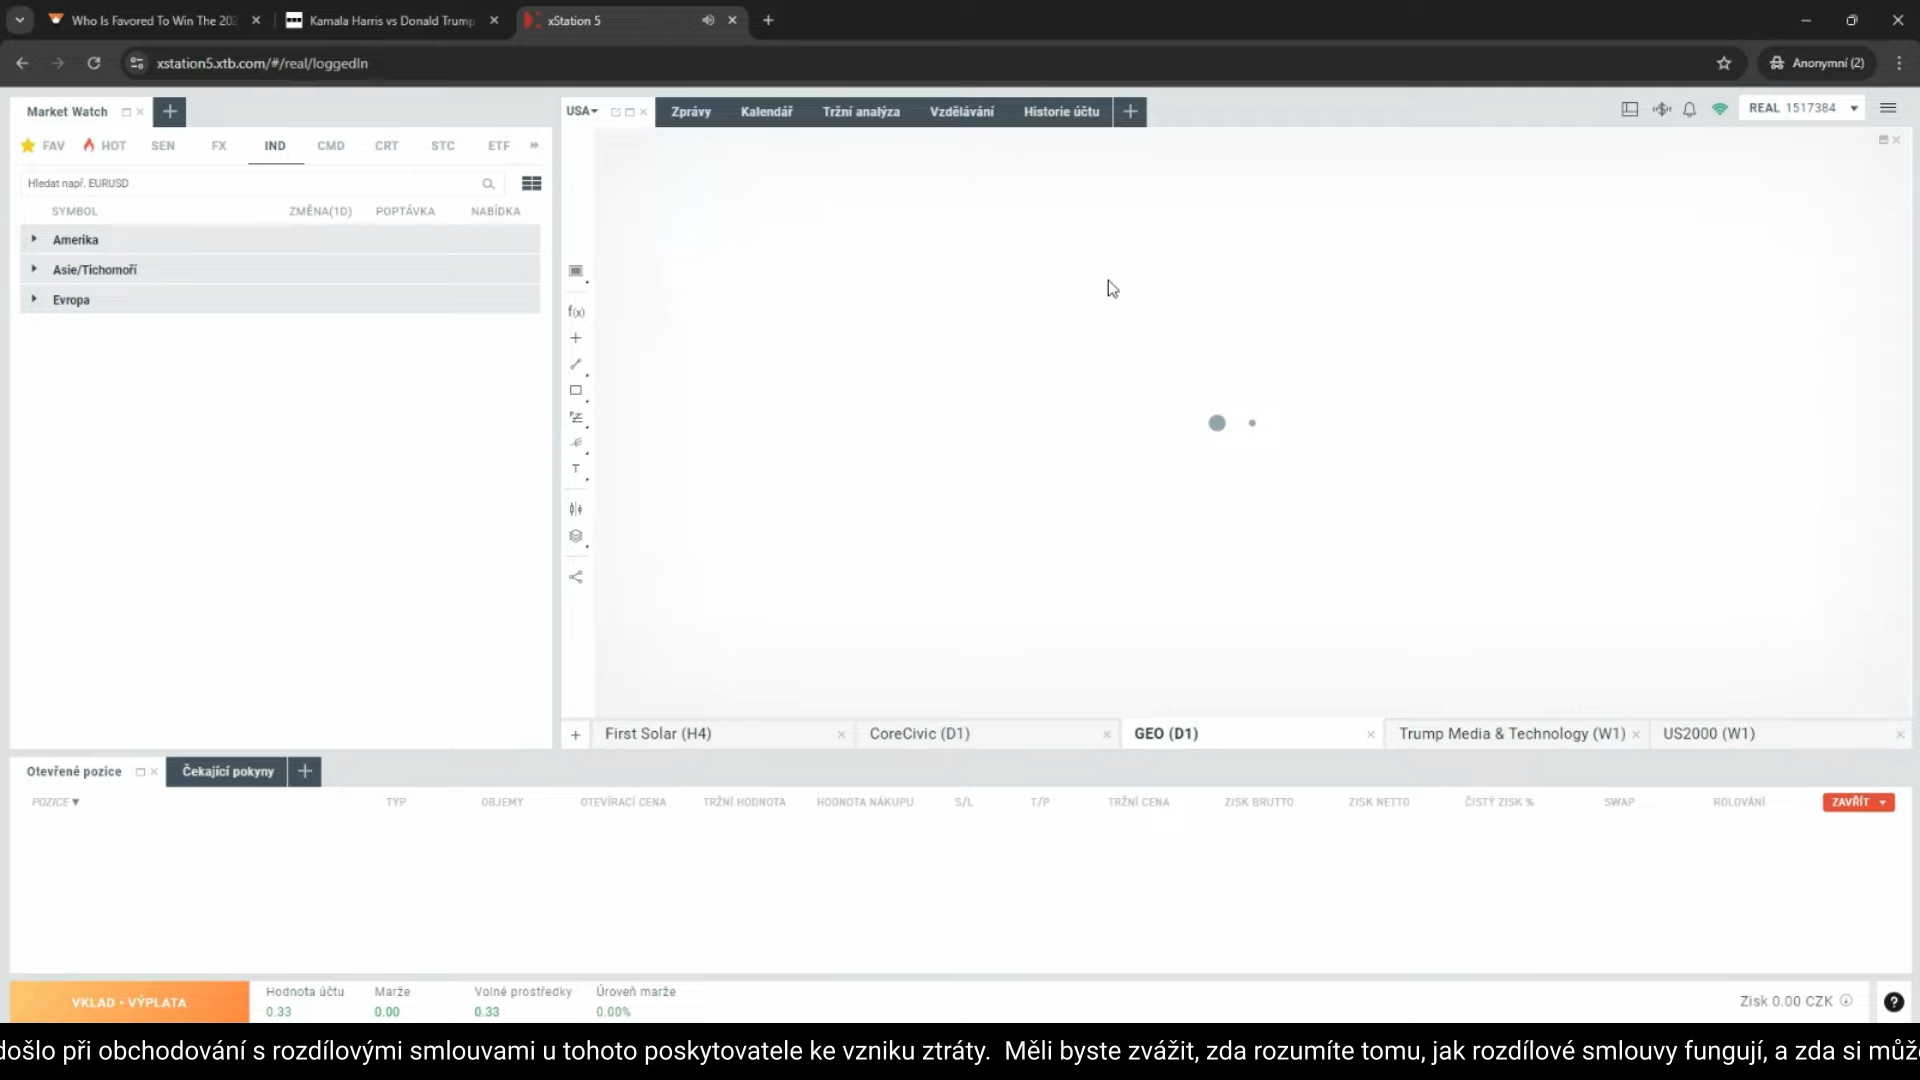 Who Is Favored To Win The 202
Kamala Harris vs Donald Trump
xStation 5
xstation5.xtb.com/#/real/loggedIn
Anonymní (2)
Market Watch
USA
Zprávy
Kalendář
Tržní analýza
Vzdělávání
Historie účtu
REAL 1517384
FAV
HOT
SEN
FX
IND
CMD
CRT
STC
ETF
Hledat např. EURUSD
SYMBOL
ZMĚNA(1D)
POPTÁVKA
NABÍDKA
Amerika
Asie/Tichomoří
Evropa
f(x)
T
First Solar (H4)
CoreCivic (D1)
GEO (D1)
Trump Media & Technology (W1)
US2000 (W1)
Otevřené pozice
Čekající pokyny
POZICE
TYP
OBJEMY
OTEVÍRACÍ CENA
TRŽNÍ HODNOTA
HODNOTA NÁKUPU
S/L
T/P
TRŽNÍ CENA
ZISK BRUTTO
ZISK NETTO
ČISTÝ ZISK %
SWAP
ROLOVÁNÍ
ZAVŘÍT
VKLAD • VÝPLATA
Hodnota účtu
Marže
Volné prostředky
Úroveň marže
0.33
0.00
0.33
0.00%
Zisk 0.00 CZK
došlo při obchodování s rozdílovými smlouvami u tohoto poskytovatele ke vzniku ztráty. Měli byste zvážit, zda rozumíte tomu, jak rozdílové smlouvy fungují, a zda si můž